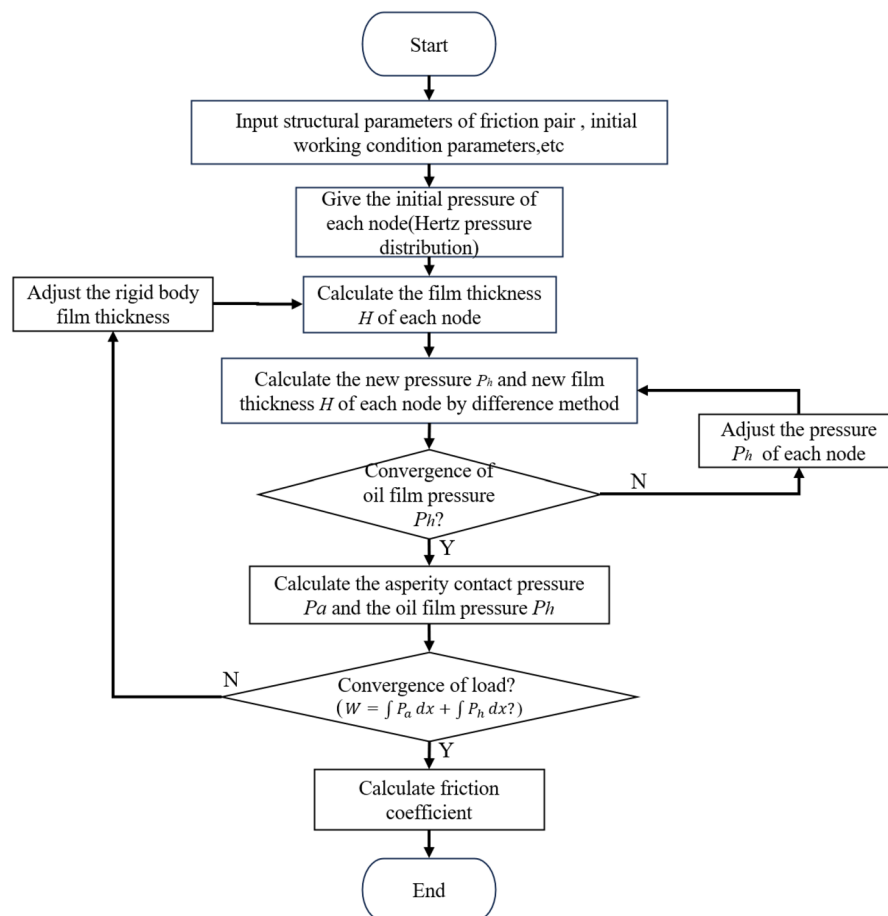 Start
Input structural parameters of friction pair , initial
working condition parameters,etc
Give the initial pressure of
each node(Hertz pressure
distribution)
Adjust the rigid body
film thickness
Calculate the film thickness
H of each node
Calculate the new pressure Ph and new film
thickness H of each node by difference method
Adjust the pressure
Ph of each node
Convergence of
oil film pressure
Ph?
N
Y
Calculate the asperity contact pressure
Pa and the oil film pressure Ph
N
Convergence of load?
(W = ∫ Pa dx + ∫ Ph dx?)
Y
Calculate friction
coefficient
End